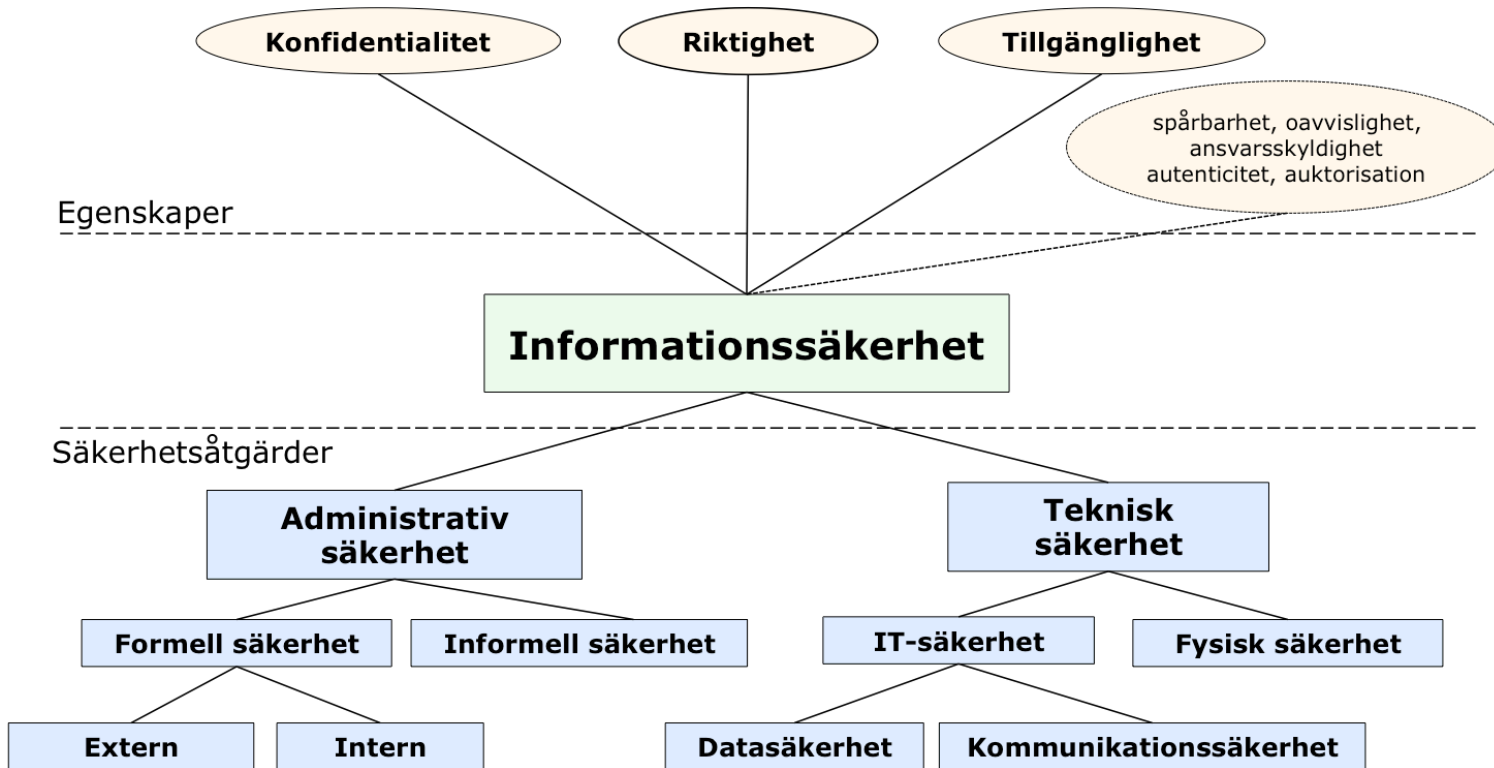 Konfidentialitet
Riktighet
Tillgänglighet
spårbarhet, oavvislighet,
ansvarsskyldighet
autenticitet, auktorisation
Egenskaper
Informationssäkerhet
Säkerhetsåtgärder
Administrativ
säkerhet
Teknisk
säkerhet
Formell säkerhet
Informell säkerhet
IT-säkerhet
Fysisk säkerhet
Extern
Intern
Datasäkerhet
Kommunikationssäkerhet